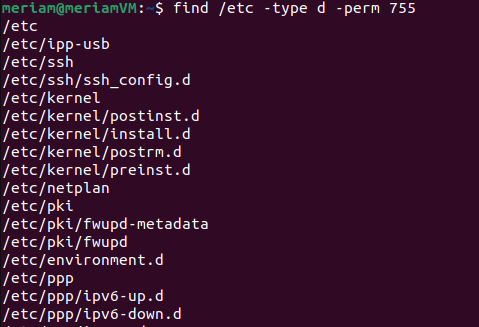 meriam@meriamVM:~$ find /etc -type d -perm 755
/etc
/etc/ipp-usb
/etc/ssh
/etc/ssh/ssh_config.d
/etc/kernel
/etc/kernel/postinst.d
/etc/kernel/install.d
/etc/kernel/postrm.d
/etc/kernel/preinst.d
/etc/netplan
/etc/pki
/etc/pki/fwupd-metadata
/etc/pki/fwupd
/etc/environment.d
/etc/ppp
/etc/ppp/ipv6-up.d
/etc/ppp/ipv6-down.d